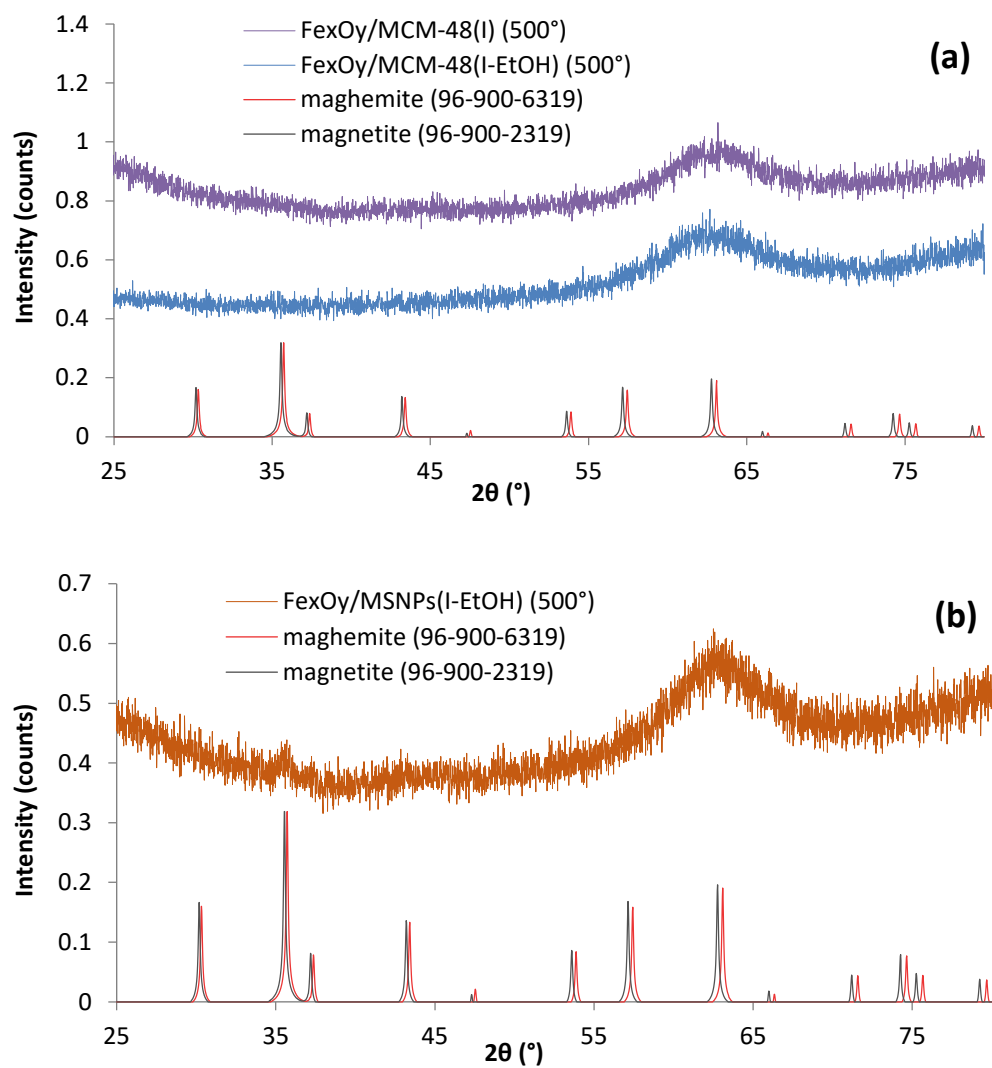 1.4
FexOy/MCM-48(I) (500°)
(a)
FexOy/MCM-48(I-EtOH) (500°)
1.2
maghemite (96-900-6319)
magnetite (96-900-2319)
1
0.8
0.6
0.4
0.2
0
Intensity (counts)
25 35 45 55 65 75
2θ (°)
0.7
FexOy/MSNPs(I-EtOH) (500°)
(b)
maghemite (96-900-6319)
0.6
magnetite (96-900-2319)
0.5
0.4
0.3
0.2
0.1
0
Intensity (counts)
25 35 45 55 65 75
2θ (°)